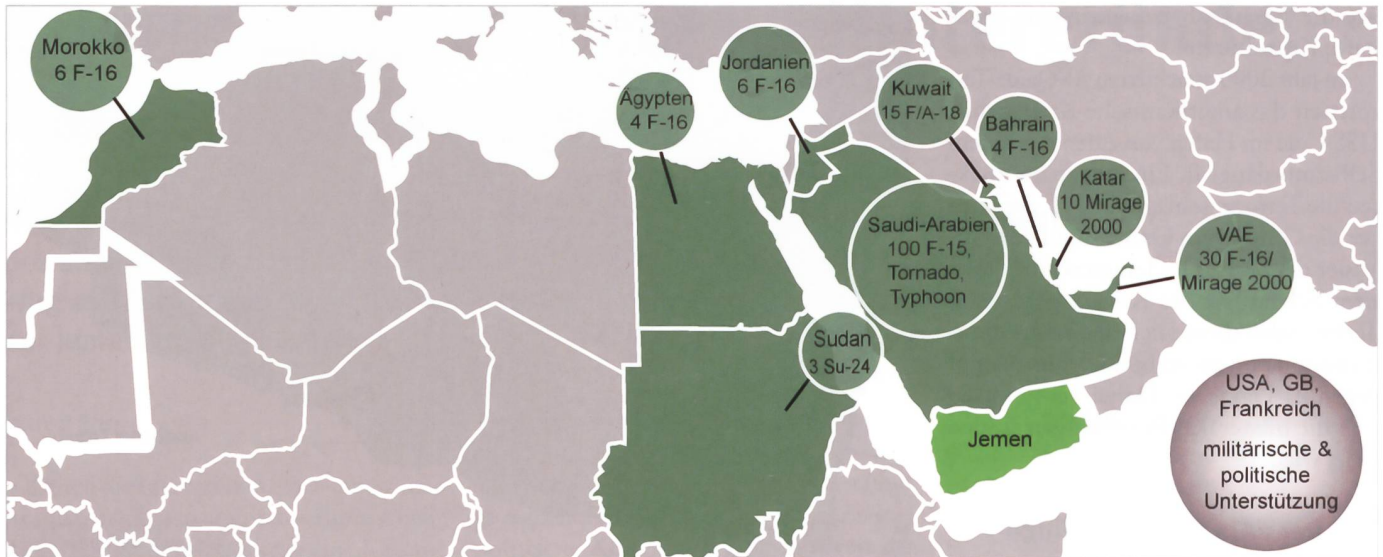 Morokko
6 F-16
Ägypten
4 F-16
Jordanien
6 F-16
Kuwait
15 F/A-18
Bahrain
4 F-16
Katar
10 Mirage
2000
VAE
30 F-16/
Mirage 2000
Saudi-Arabien
100 F-15,
Tornado,
Typhoon
Sudan
3 Su-24
Jemen
USA, GB,
Frankreich
militärische &
politische
Unterstützung